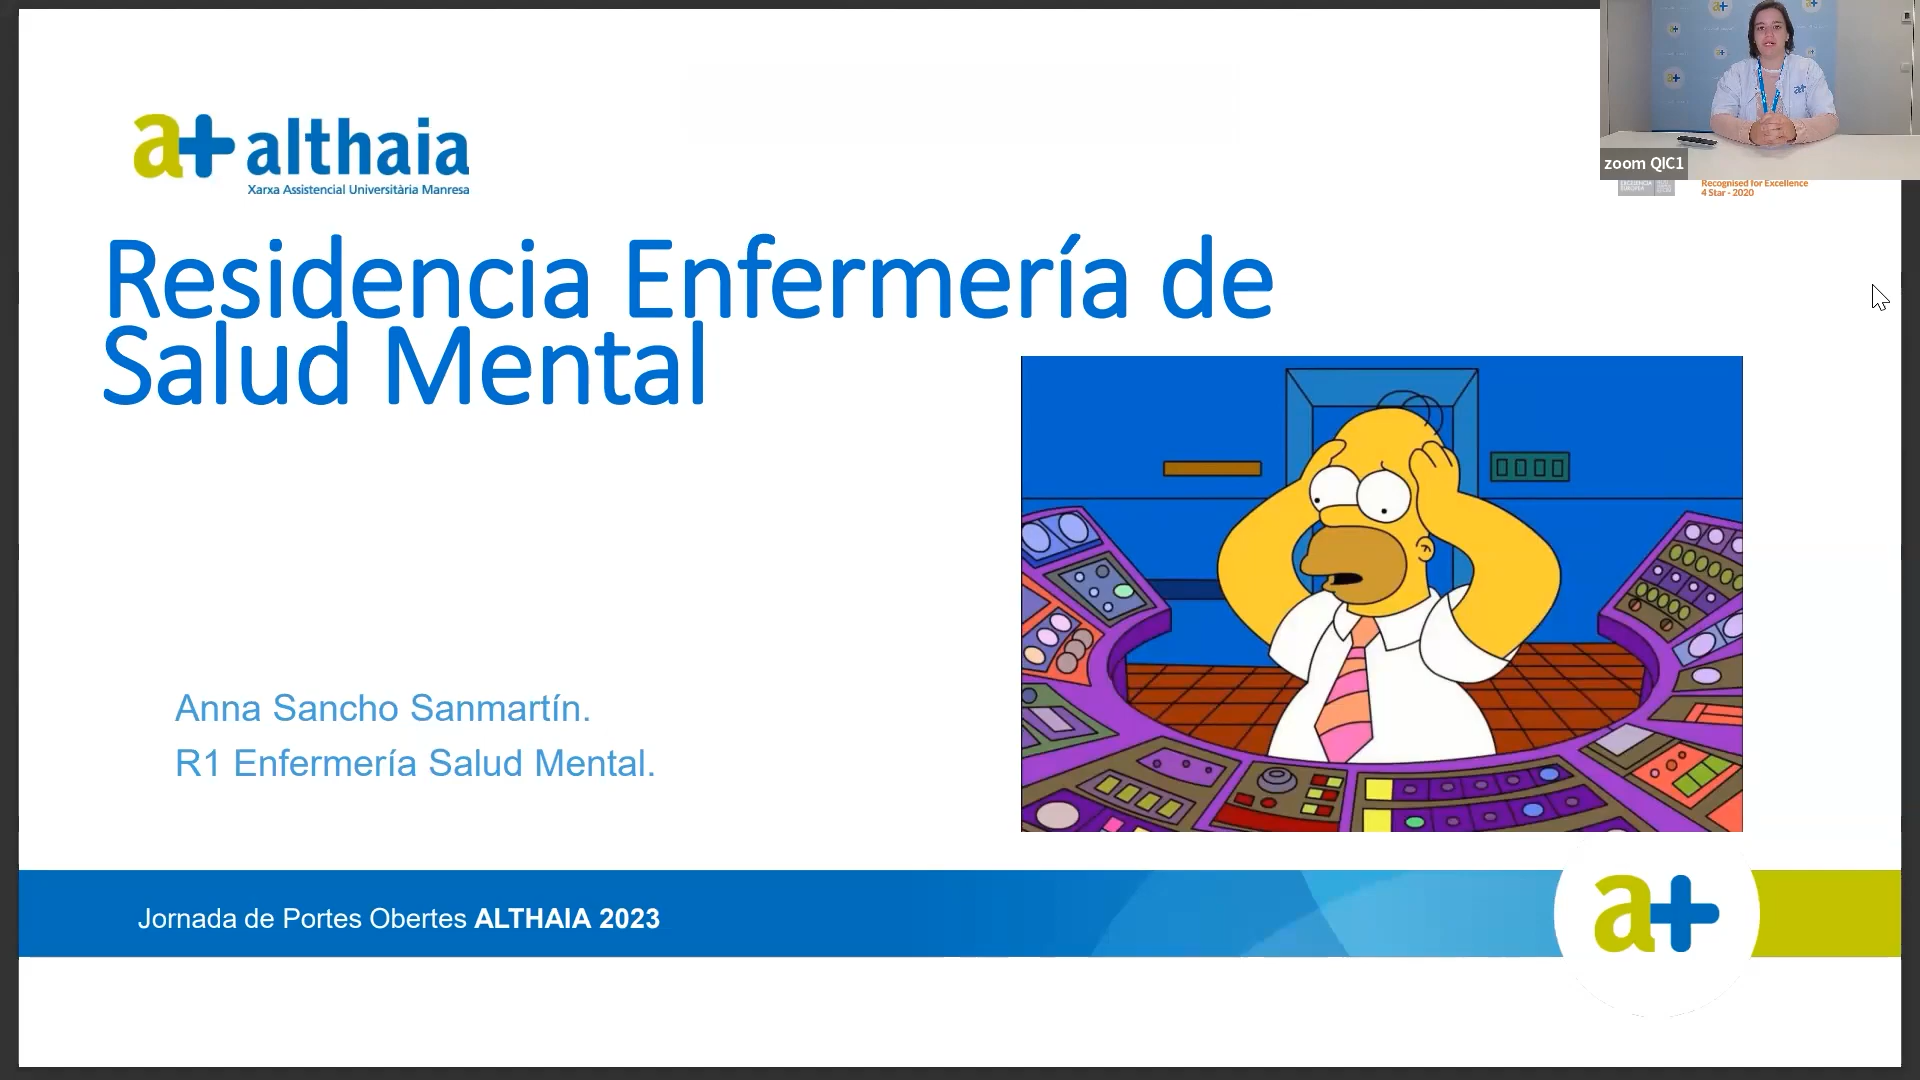 a+ althaia
Xarxa Assistencial Universitària Manresa
zoom QIC1
Recognised for Excellence
4 Star - 2020
Residencia Enfermería de
Salud Mental
Anna Sancho Sanmartín.
R1 Enfermería Salud Mental.
Jornada de Portes Obertes ALTHAIA 2023
a+